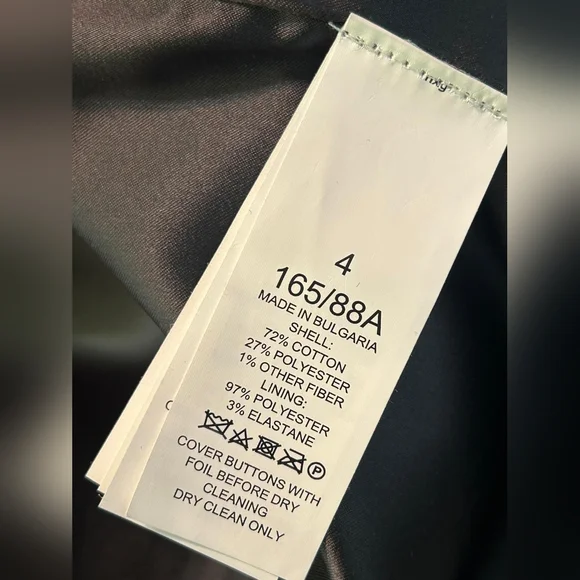 4
165/88A
MADE IN BULGARIA
SHELL:
72% COTTON
27% POLYESTER
1% OTHER FIBER
LINING:
97% POLYESTER
3% ELASTANE
P
COVER BUTTONS WITH
FOIL BEFORE DRY
CLEANING
DRY CLEAN ONLY